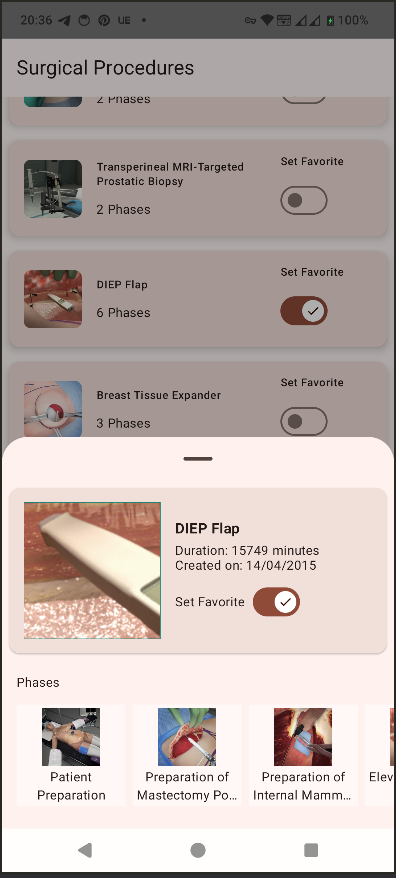 20:36 UE 100%
Surgical Procedures
2 Phases
Transperineal MRI-Targeted
Prostatic Biopsy
2 Phases
Set Favorite
DIEP Flap
6 Phases
Set Favorite
Breast Tissue Expander
3 Phases
Set Favorite
DIEP Flap
Duration: 15749 minutes
Created on: 14/04/2015
Set Favorite
Phases
Patient
Preparation
Preparation of
Mastectomy Po...
Preparation of
Internal Mamm...
Elev